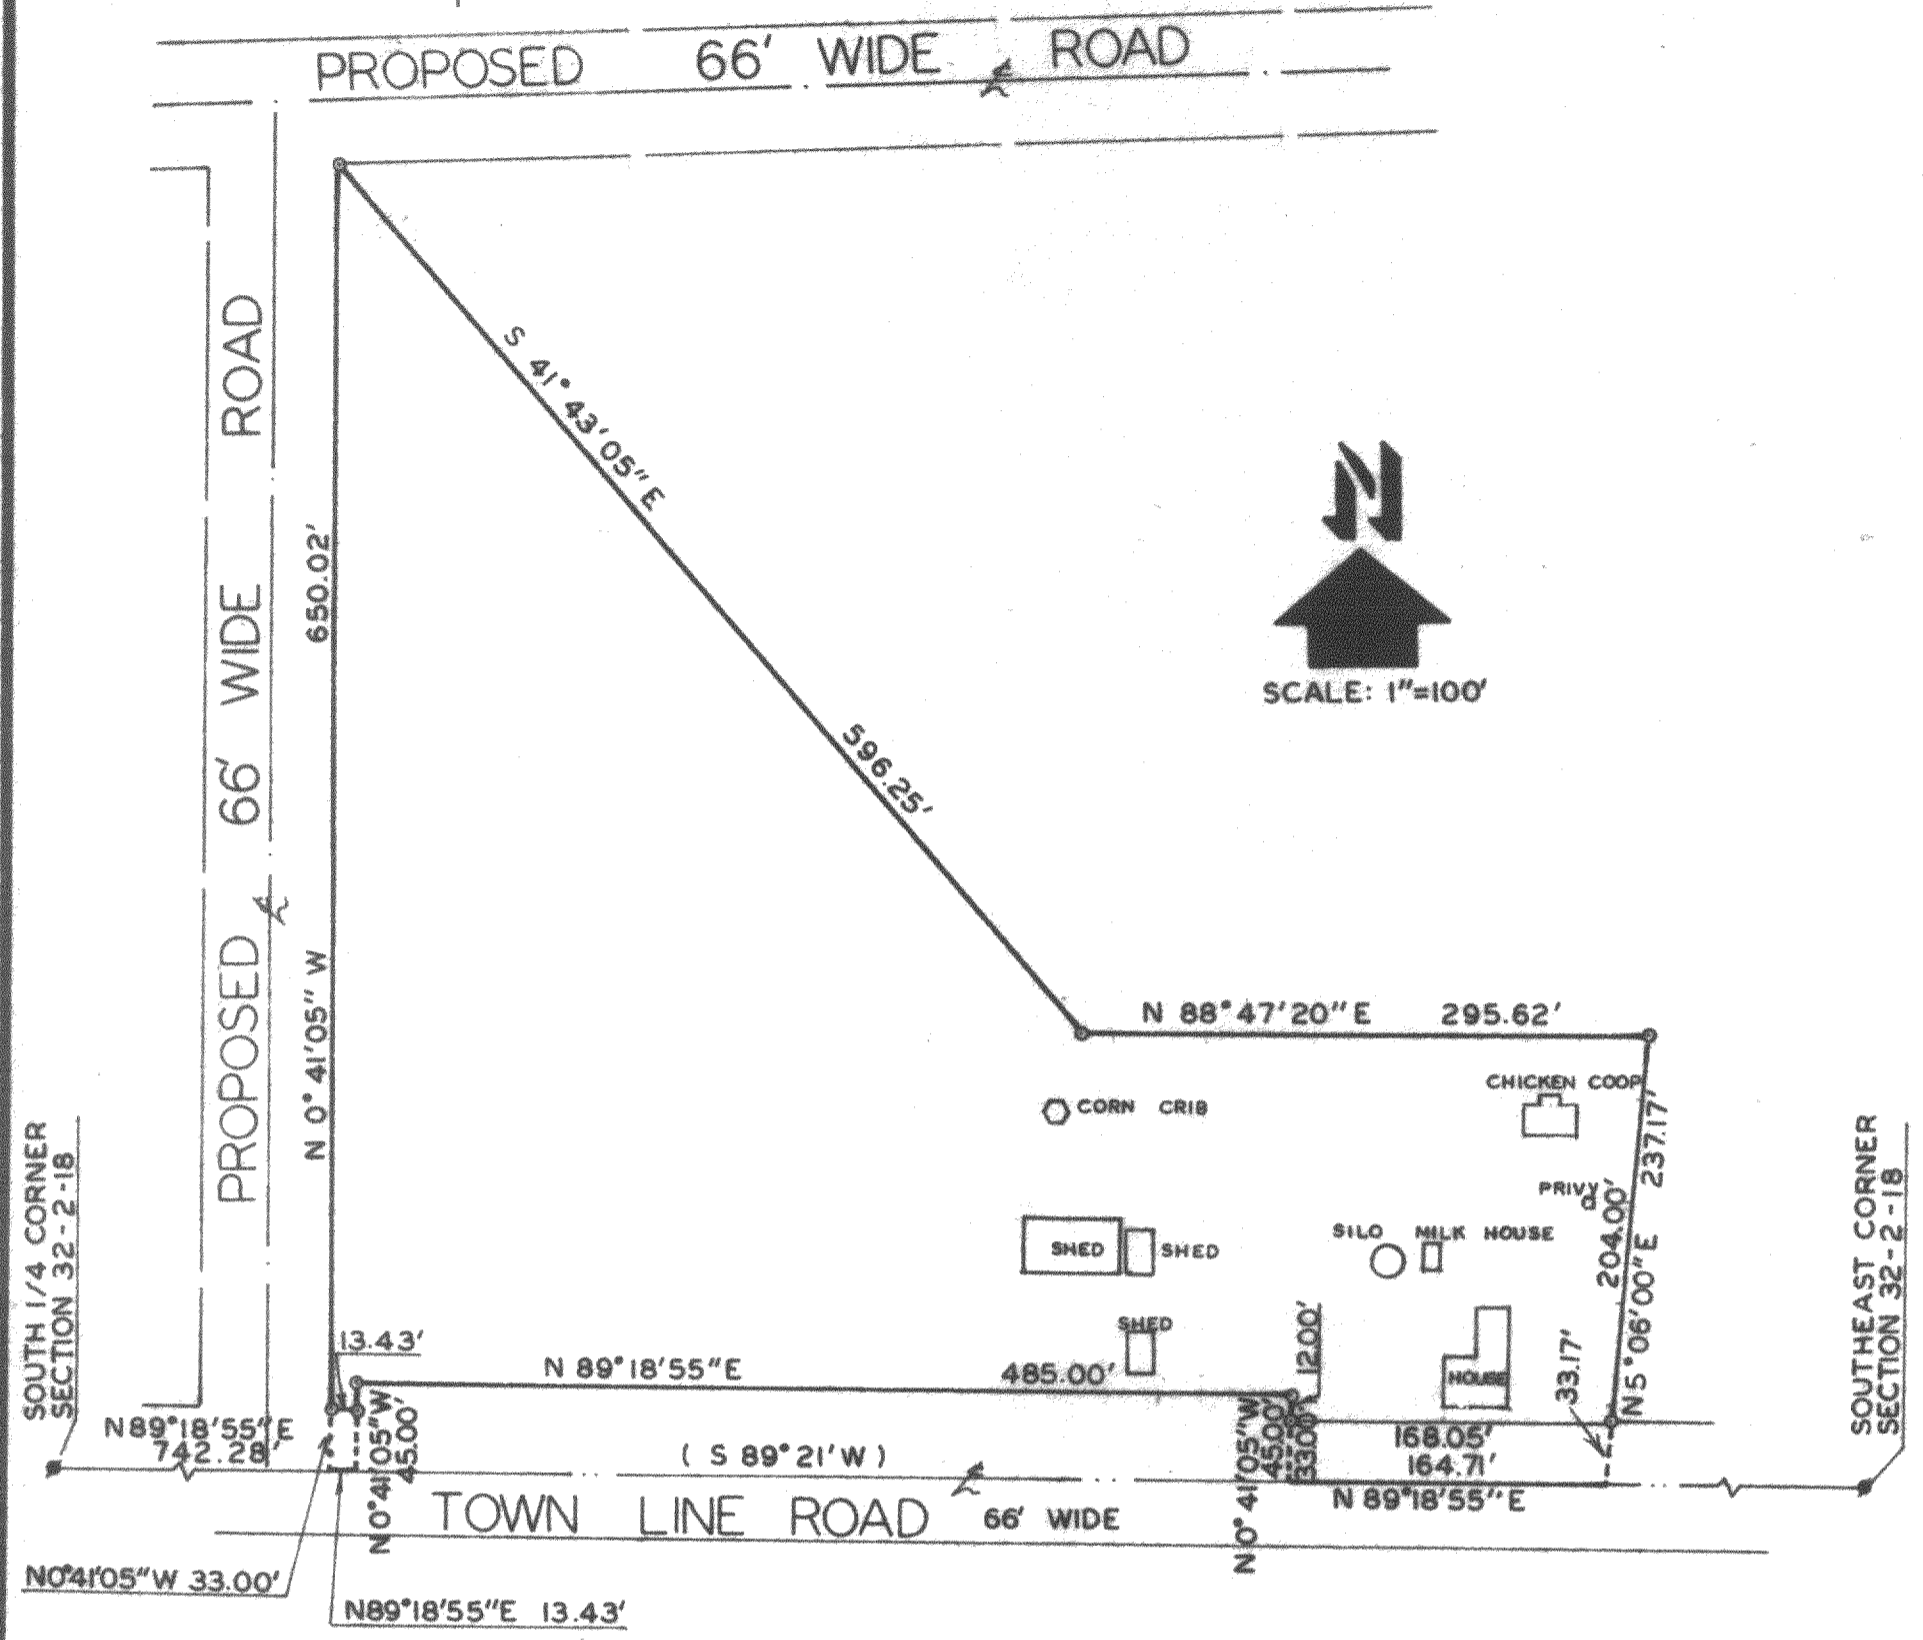 PROPOSED 66' WIDE ROAD
PROPOSED 66' WIDE ROAD
S 41° 43' 05" E
596.25'
650.02'
N 0° 41' 05" W
N
SCALE: 1"=100'
N 88° 47' 20" E 295.62'
CHICKEN COOP
CORN CRIB
237.17'
N 5° 06' 00" E
204.00'
PRIVY
SILO
MILK HOUSE
SHED
SHED
SHED
HOUSE
12.00'
33.17'
SOUTH 1/4 CORNER
SECTION 32-2-18
SOUTHEAST CORNER
SECTION 32-2-18
13.43'
N 89° 18' 55" E
485.00'
N 89° 18' 55" E
742.28'
N 0° 41' 05" W
45.00'
( S 89° 21' W )
N 0° 41' 05" W
45.00'
33.00'
168.05'
164.71'
N 89° 18' 55" E
TOWN LINE ROAD 66' WIDE
N0°41'05"W 33.00'
N89°18'55"E 13.43'